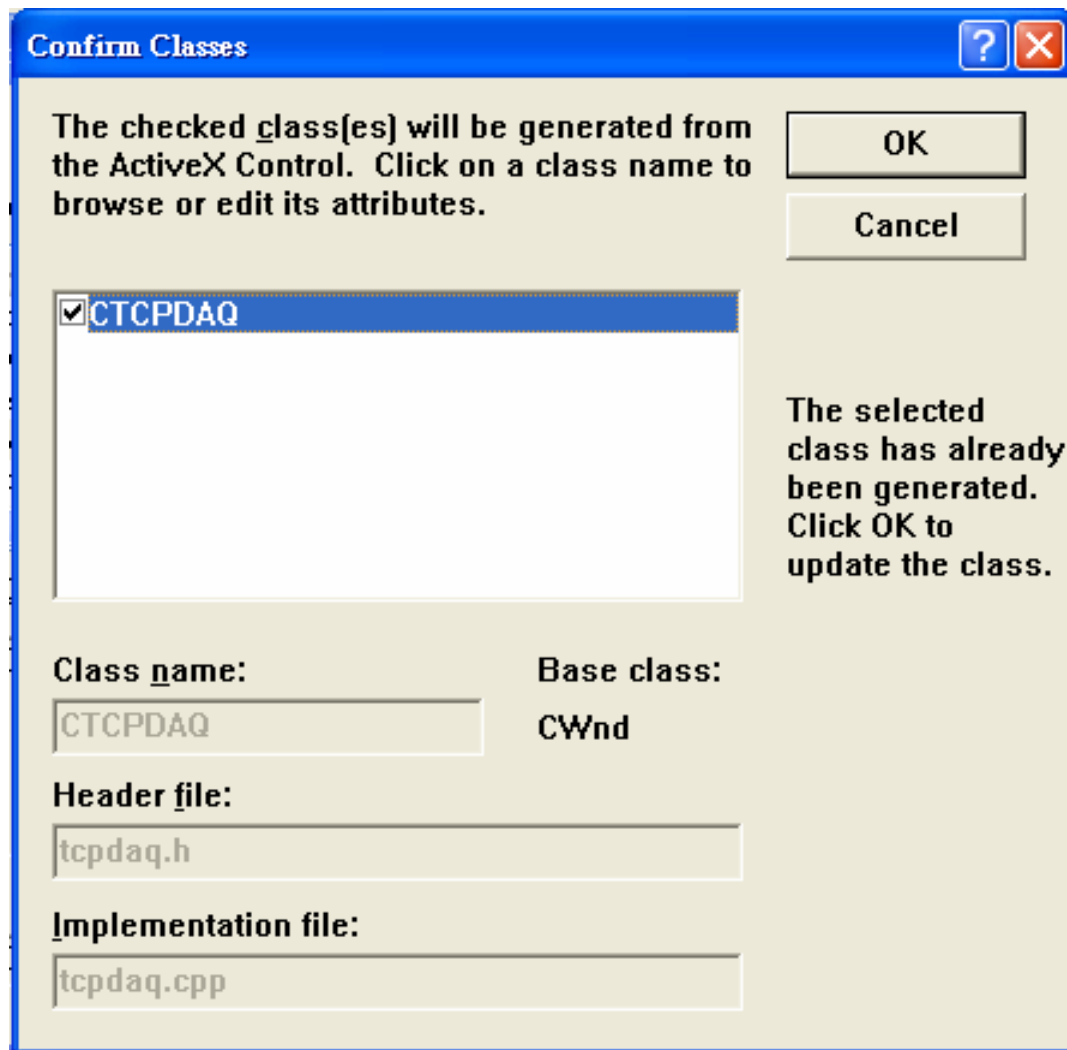 Confirm Classes
The checked class(es) will be generated from
the ActiveX Control.  Click on a class name to
browse or edit its attributes.
OK
Cancel
CTCPDAQ
The selected
class has already
been generated.
Click OK to
update the class.
Class name:
Base class:
CTCPDAQ
CWnd
Header file:
tcpdaq.h
Implementation file:
tcpdaq.cpp